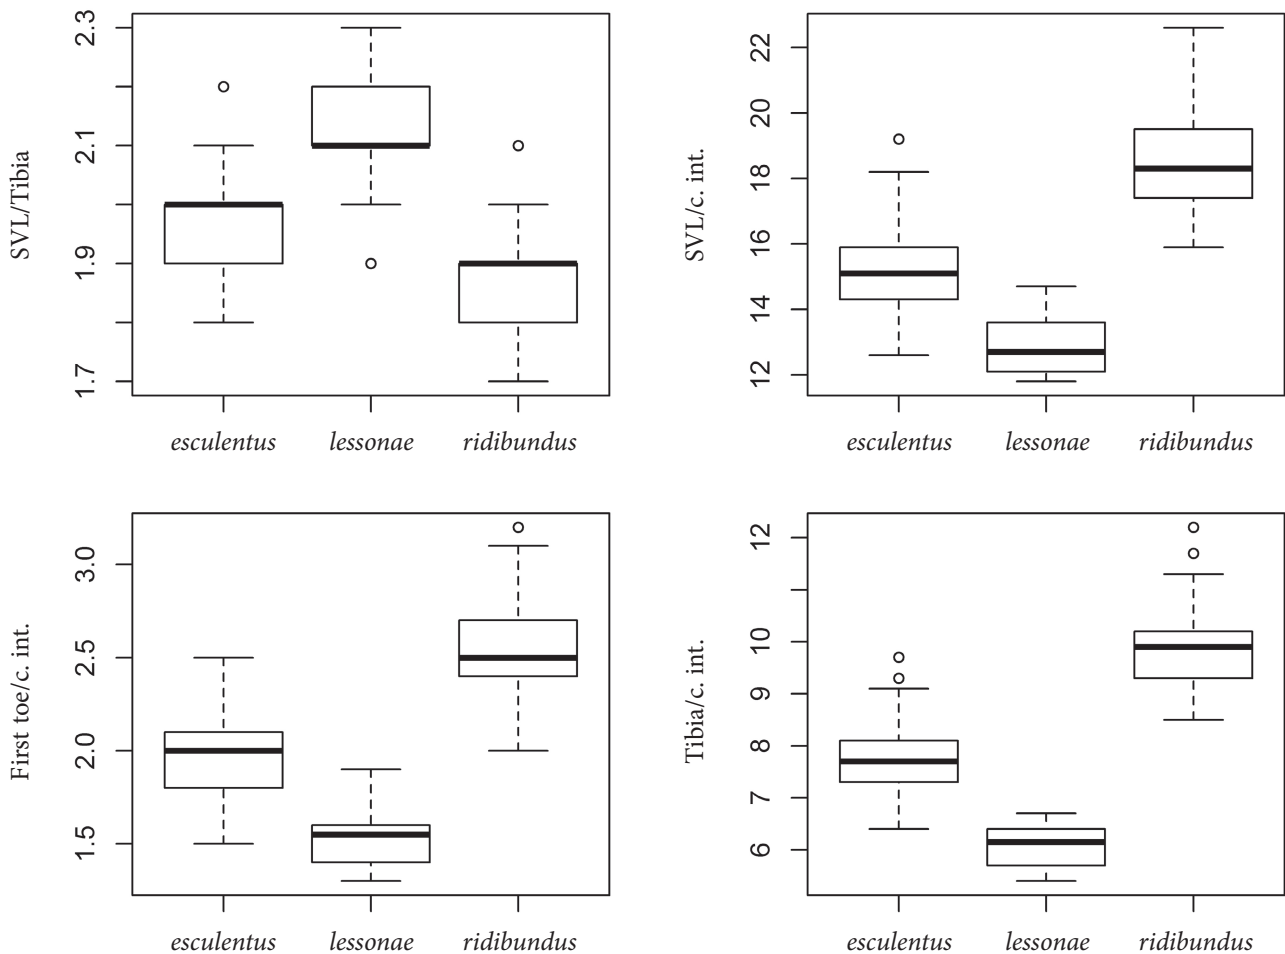 SVL/Tibia
2.3
2.1
1.9
1.7
esculentus lessonae ridibundus
SVL/c. int.
22
20
18
16
14
12
esculentus lessonae ridibundus
First toe/c. int.
3.0
2.5
2.0
1.5
esculentus lessonae ridibundus
Tibia/c. int.
12
10
9
8
7
6
esculentus lessonae ridibundus